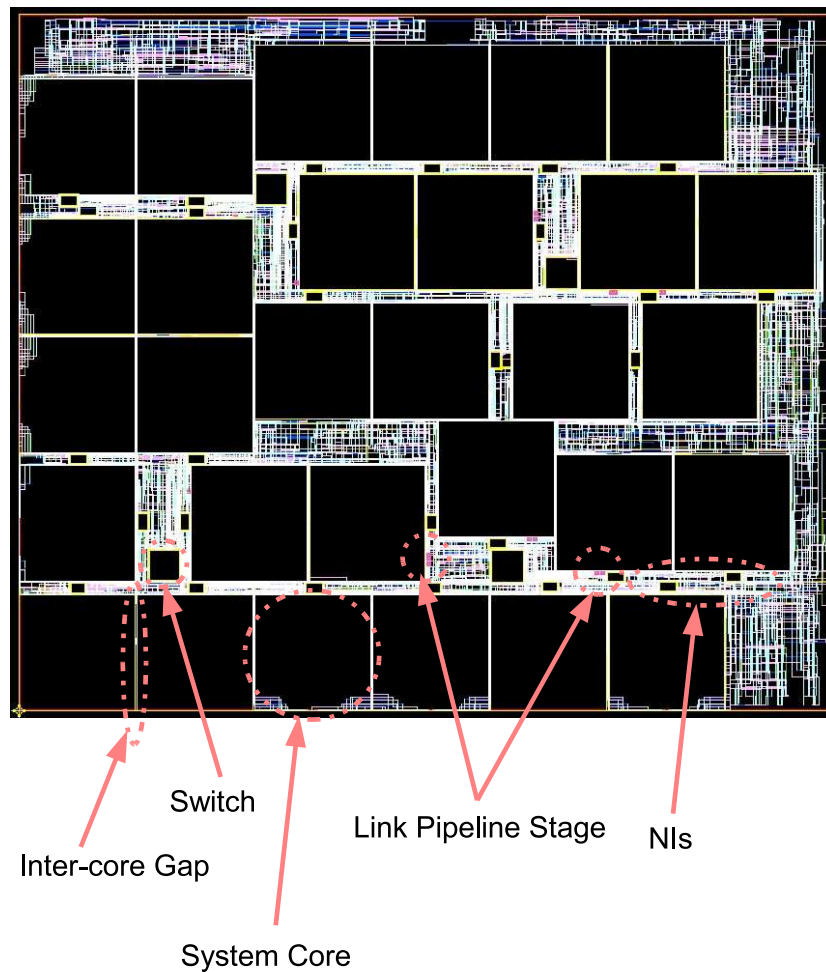 Switch
Link Pipeline Stage
NIs
Inter-core Gap
System Core